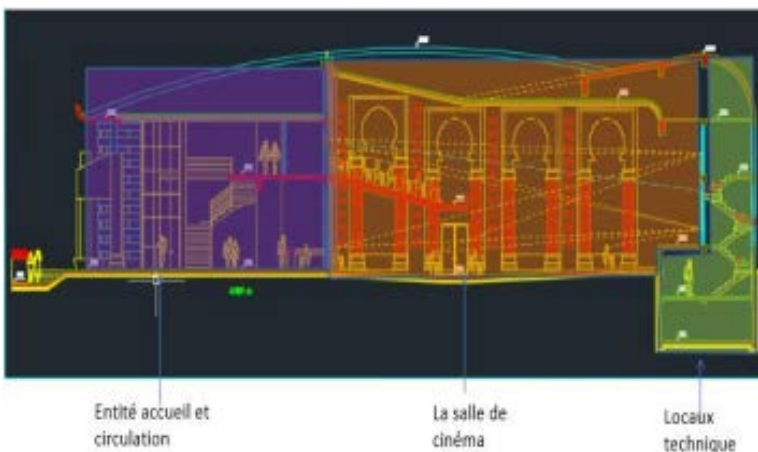 Entité accueil et
circulation
La salle de
cinéma
Locaux
technique